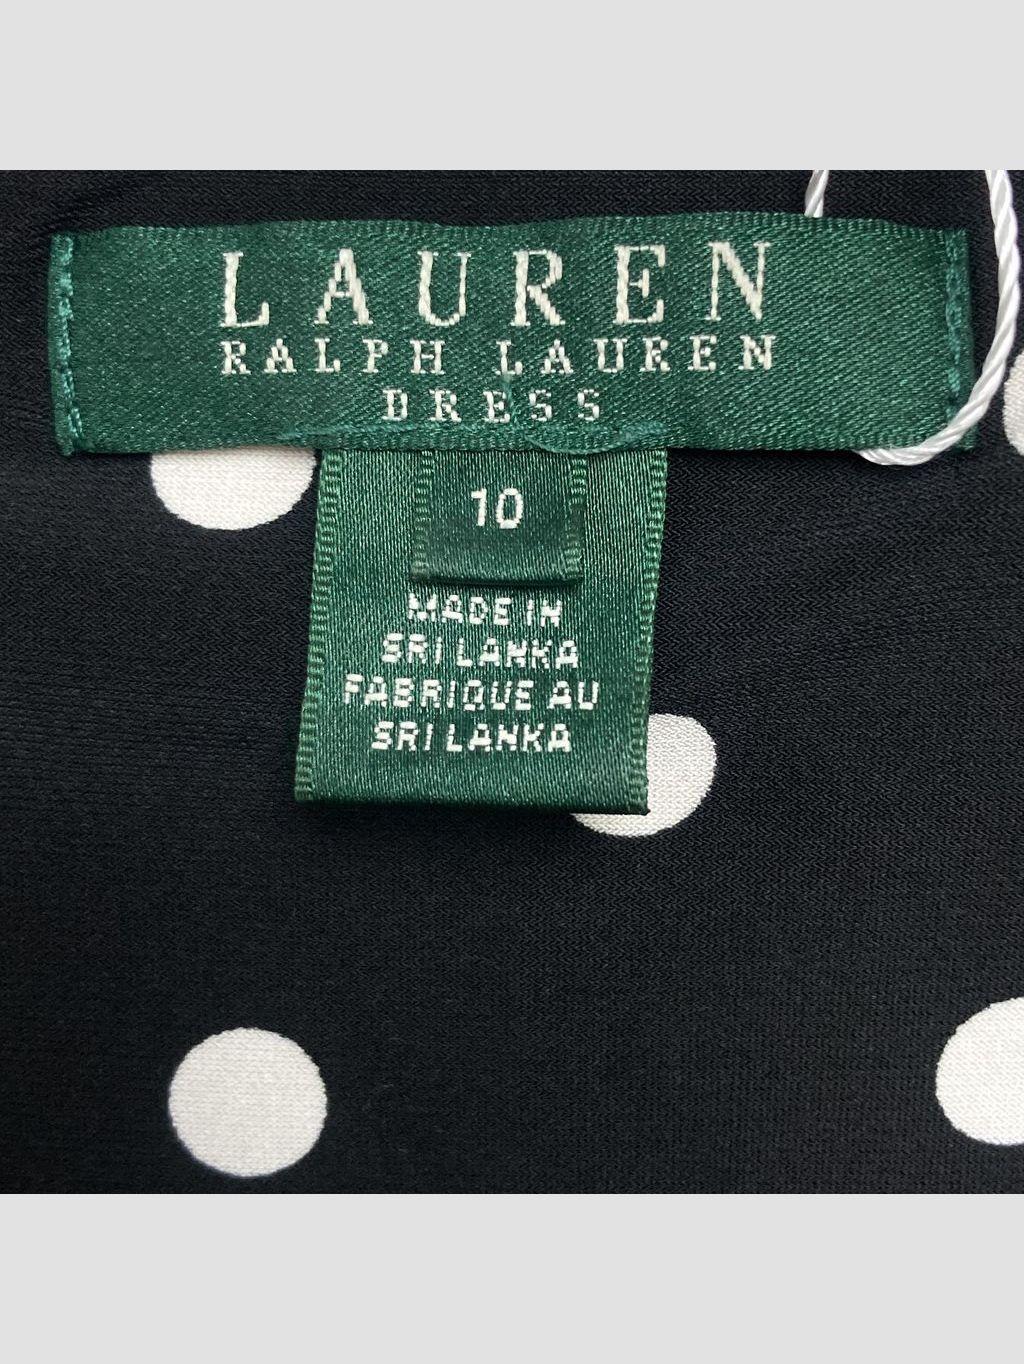 LAUREN
RALPH LAUREN
DRESS
10
MADE IN
SRI LANKA
FABRIQUE AU
SRI LANKA